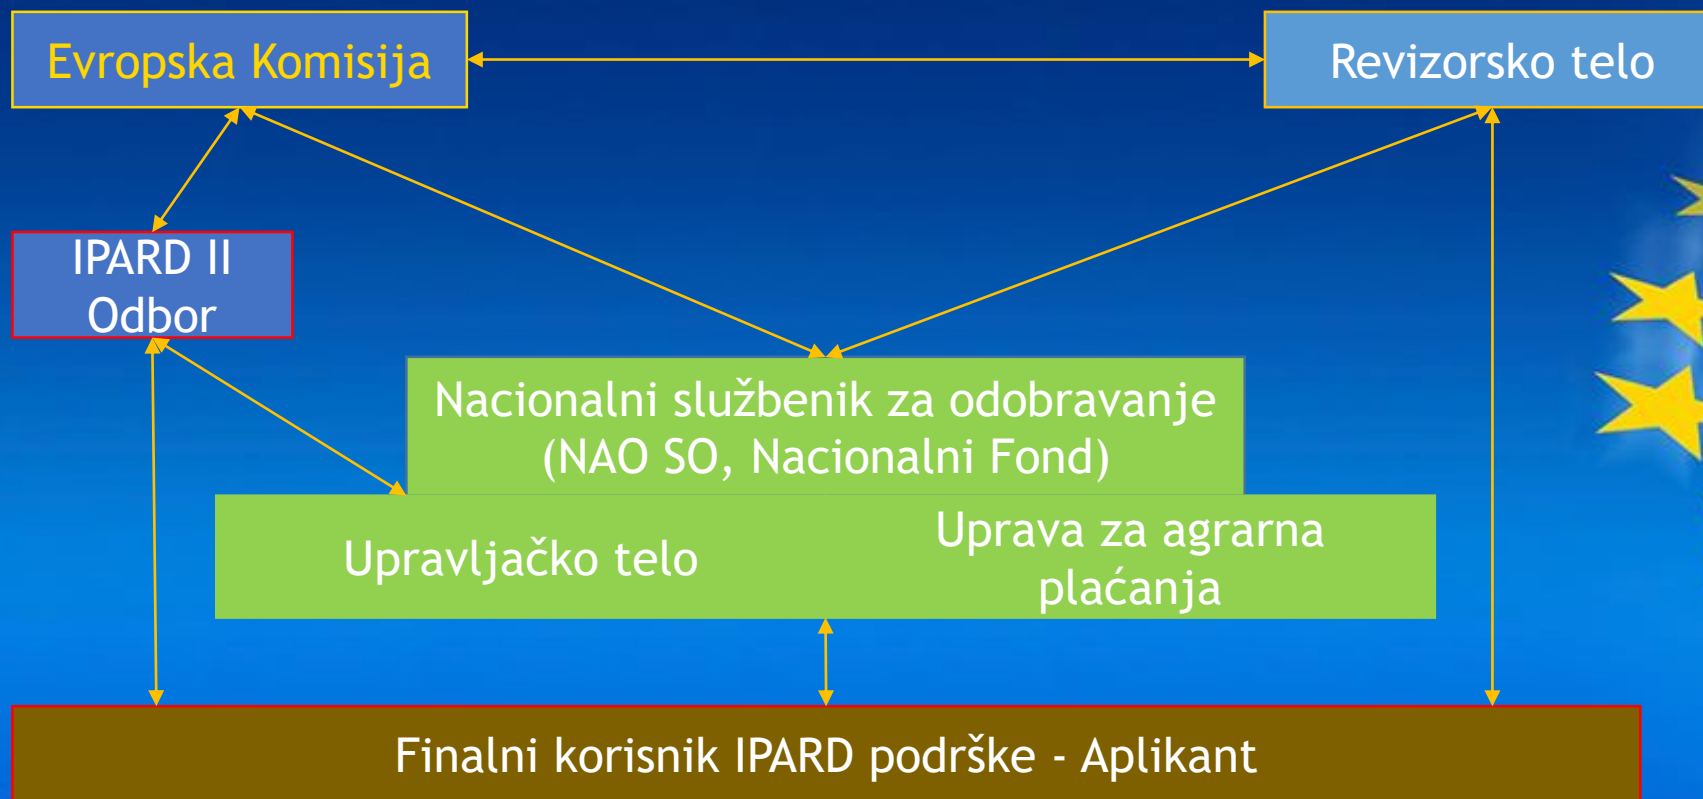 Evropska Komisija
Revizorsko telo
IPARD II
Odbor
Nacionalni službenik za odobravanje
(NAO SO, Nacionalni Fond)
Upravljačko telo
Uprava za agrarna
plaćanja
Finalni korisnik IPARD podrške - Aplikant